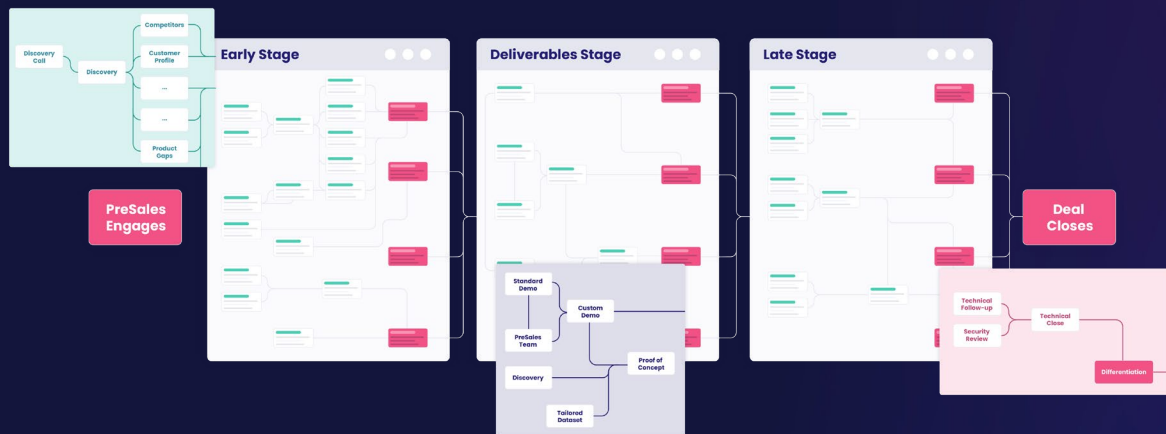 Discovery
Call
Discovery
Competitors
Customer
Profile
...
...
Product
Gaps
PreSales
Engages
Early Stage
Deliverables Stage
Standard
Demo
PreSales
Team
Custom
Demo
Discovery
Proof of
Concept
Tailored
Dataset
Late Stage
Deal
Closes
Technical
Follow-up
Security
Review
Technical
Close
Differentiation